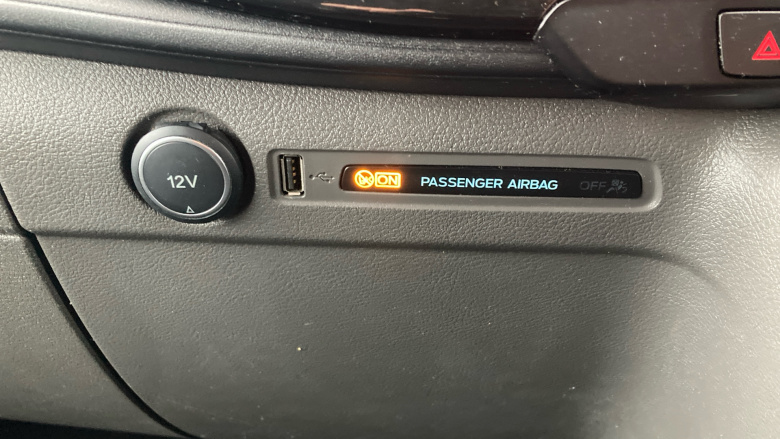 12V
ON PASSENGER AIRBAG OFF